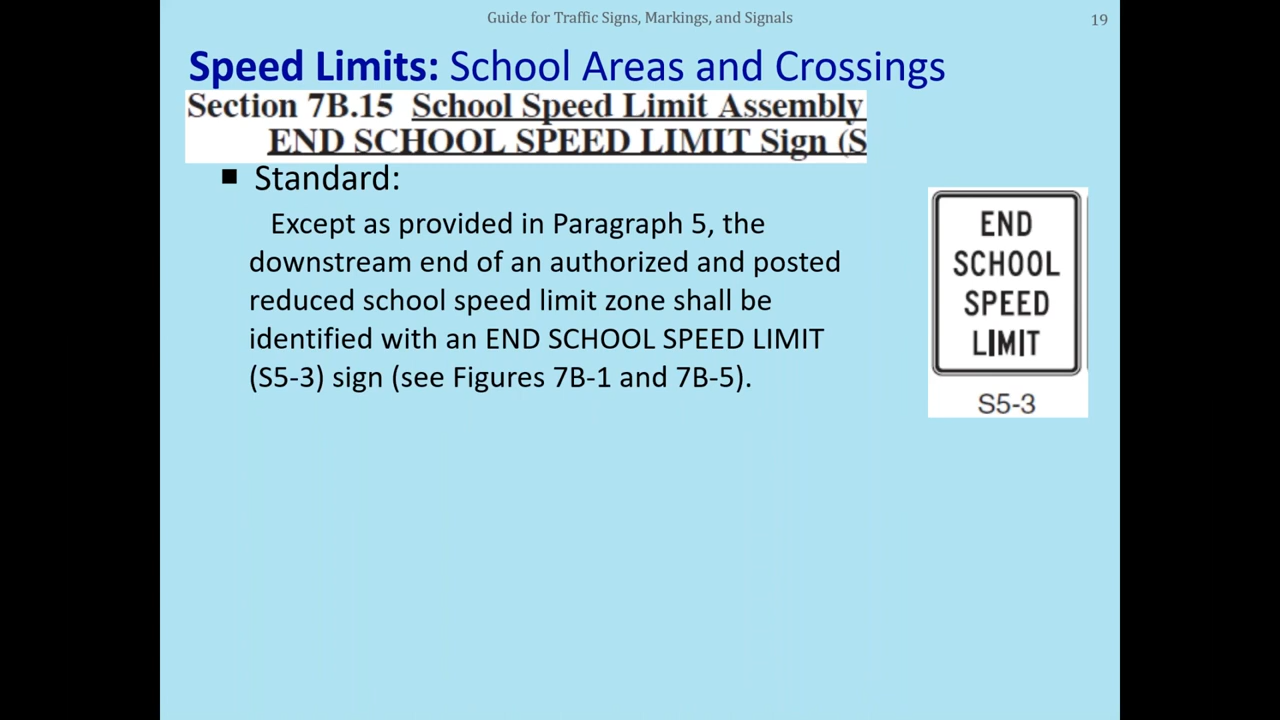 Guide for Traffic Signs, Markings, and Signals
19
Speed Limits: School Areas and Crossings
Section 7B.15 School Speed Limit Assembly
END SCHOOL SPEED LIMIT Sign (S
■ Standard:
Except as provided in Paragraph 5, the
downstream end of an authorized and posted
reduced school speed limit zone shall be
identified with an END SCHOOL SPEED LIMIT
(S5-3) sign (see Figures 7B-1 and 7B-5).
END
SCHOOL
SPEED
LIMIT
S5-3